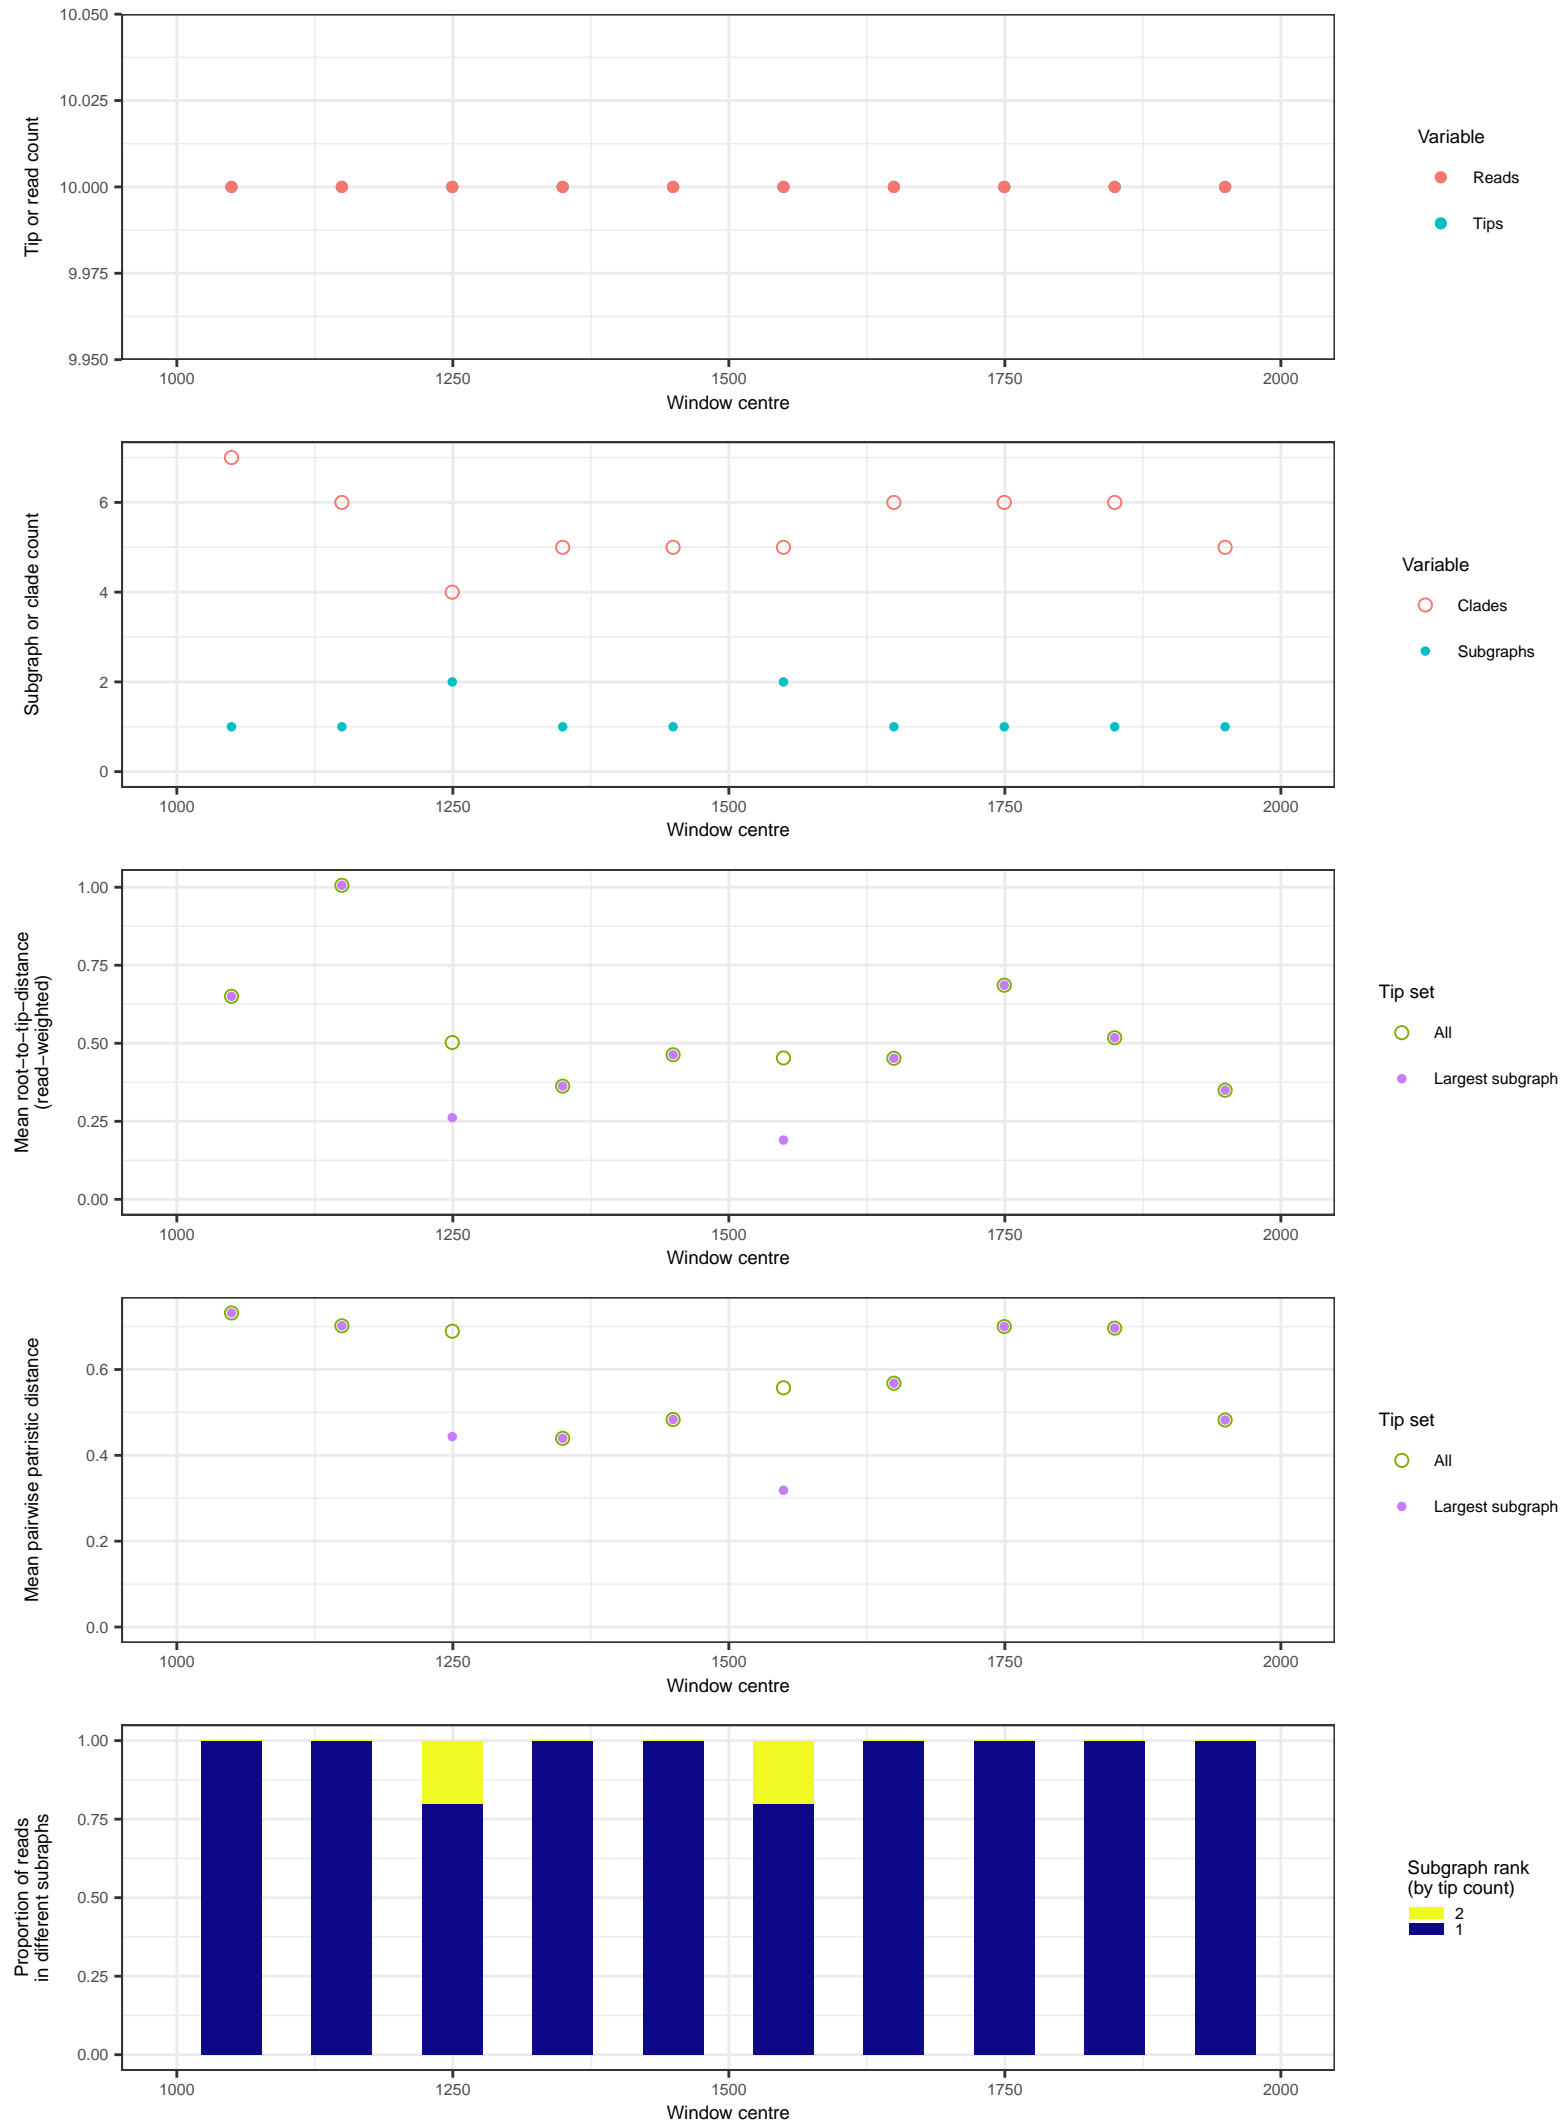 Tip or read count
10.050
10.025
10.000
9.975
9.950
1000 1250 1500 1750 2000
Window centre
Variable
Reads
Tips
Subgraph or clade count
6
4
2
0
1000 1250 1500 1750 2000
Window centre
Variable
Clades
Subgraphs
Mean root−to−tip−distance
(read−weighted)
1.00
0.75
0.50
0.25
0.00
1000 1250 1500 1750 2000
Window centre
Tip set
All
Largest subgraph
Mean pairwise patristic distance
0.6
0.4
0.2
0.0
1000 1250 1500 1750 2000
Window centre
Tip set
All
Largest subgraph
Proportion of reads
in different subraphs
1.00
0.75
0.50
0.25
0.00
1000 1250 1500 1750 2000
Window centre
Subgraph rank
(by tip count)
2
1